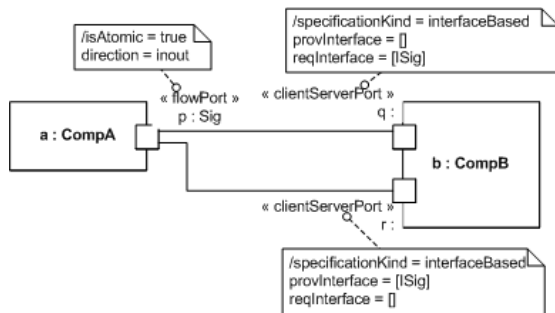 /specificationKind = interfaceBased
provInterface = []
reqInterface = [ISig]
/isAtomic = true
direction = inout
« flowPort »
p : Sig
« clientServerPort »
q :
a : CompA
b : CompB
« clientServerPort »
r :
/specificationKind = interfaceBased
provInterface = [ISig]
reqInterface = []